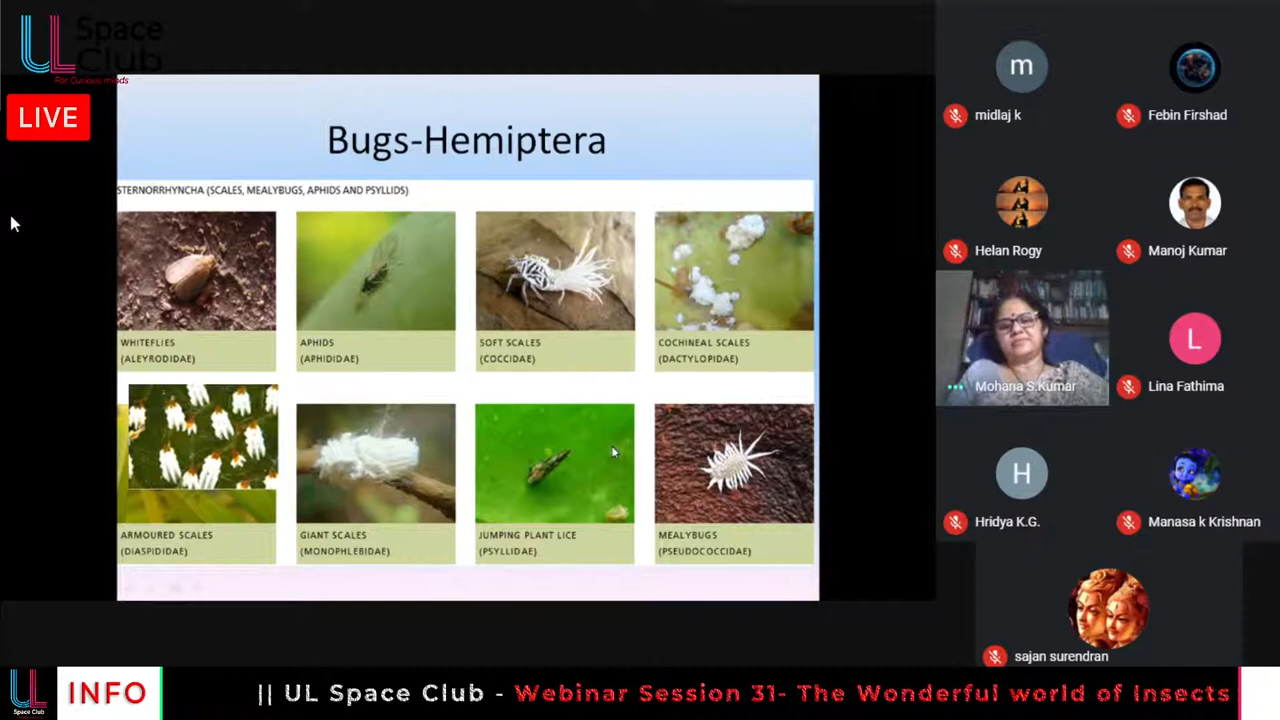 UL Space
Club
For Curious minds
LIVE
Bugs-Hemiptera
STERNORRHYNCHA (SCALES, MEALYBUGS, APHIDS AND PSYLLIDS)
WHITEFLIES
(ALEYRODIDAE)
APHIDS
(APHIDIDAE)
SOFT SCALES
(COCCIDAE)
COCHINEAL SCALES
(DACTYLOPIDAE)
ARMOURED SCALES
(DIASPIDIDAE)
GIANT SCALES
(MONOPHLEBIDAE)
JUMPING PLANT LICE
(PSYLLIDAE)
MEALYBUGS
(PSEUDOCOCCIDAE)
m
midlaj k
Febin Firshad
Helan Rogy
Manoj Kumar
Mohana S.Kumar
L
Lina Fathima
H
Hridya K.G.
Manasa k Krishnan
sajan surendran
UL
Space Club
INFO
|| UL Space Club - Webinar Session 31- The Wonderful world of Insects